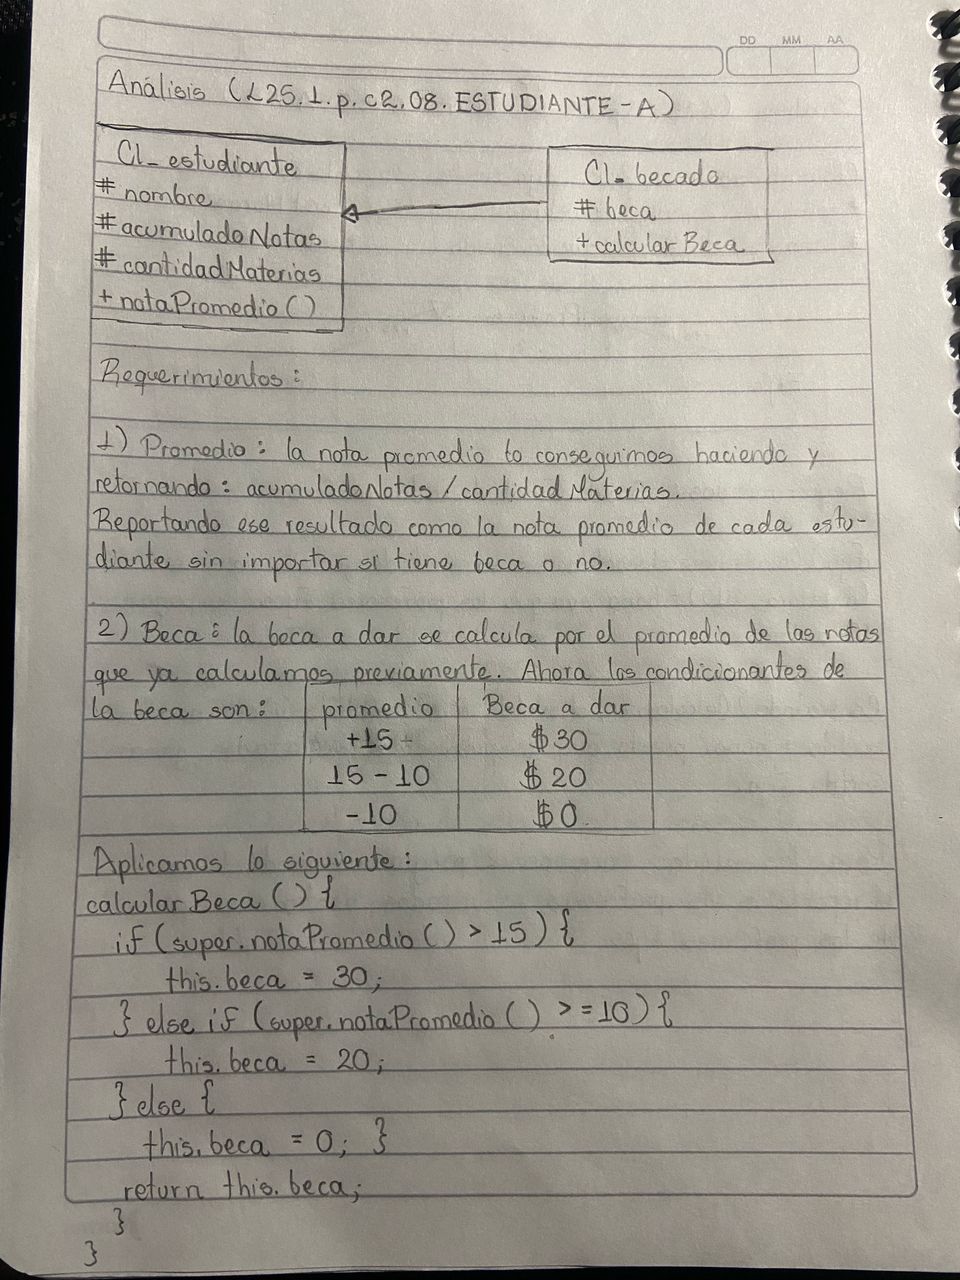 DD MM AA
Análisis (L25.1.p.c2.08.ESTUDIANTE-A)
Cl_estudiante
# nombre
# acumuladoNotas
# cantidadMaterias
+ notaPromedio()
Cl_becado
# beca
+ calcularBeca
Requerimientos:
1) Promedio: la nota promedio lo conseguimos haciendo y
retornando: acumuladoNotas / cantidadMaterias.
Reportando ese resultado como la nota promedio de cada estu-
diante sin importar si tiene beca o no.
2) Beca: la beca a dar se calcula por el promedio de las notas
que ya calculamos previamente. Ahora los condicionantes de
la beca son:
promedio Beca a dar
+15 $30
15 - 10 $20
-10 $0
Aplicamos lo siguiente:
calcularBeca () {
if (super.notaPromedio () > 15) {
this.beca = 30;
} else if (super.notaPromedio () >= 10) {
this.beca = 20;
} else {
this.beca = 0; }
return this.beca;
}
}